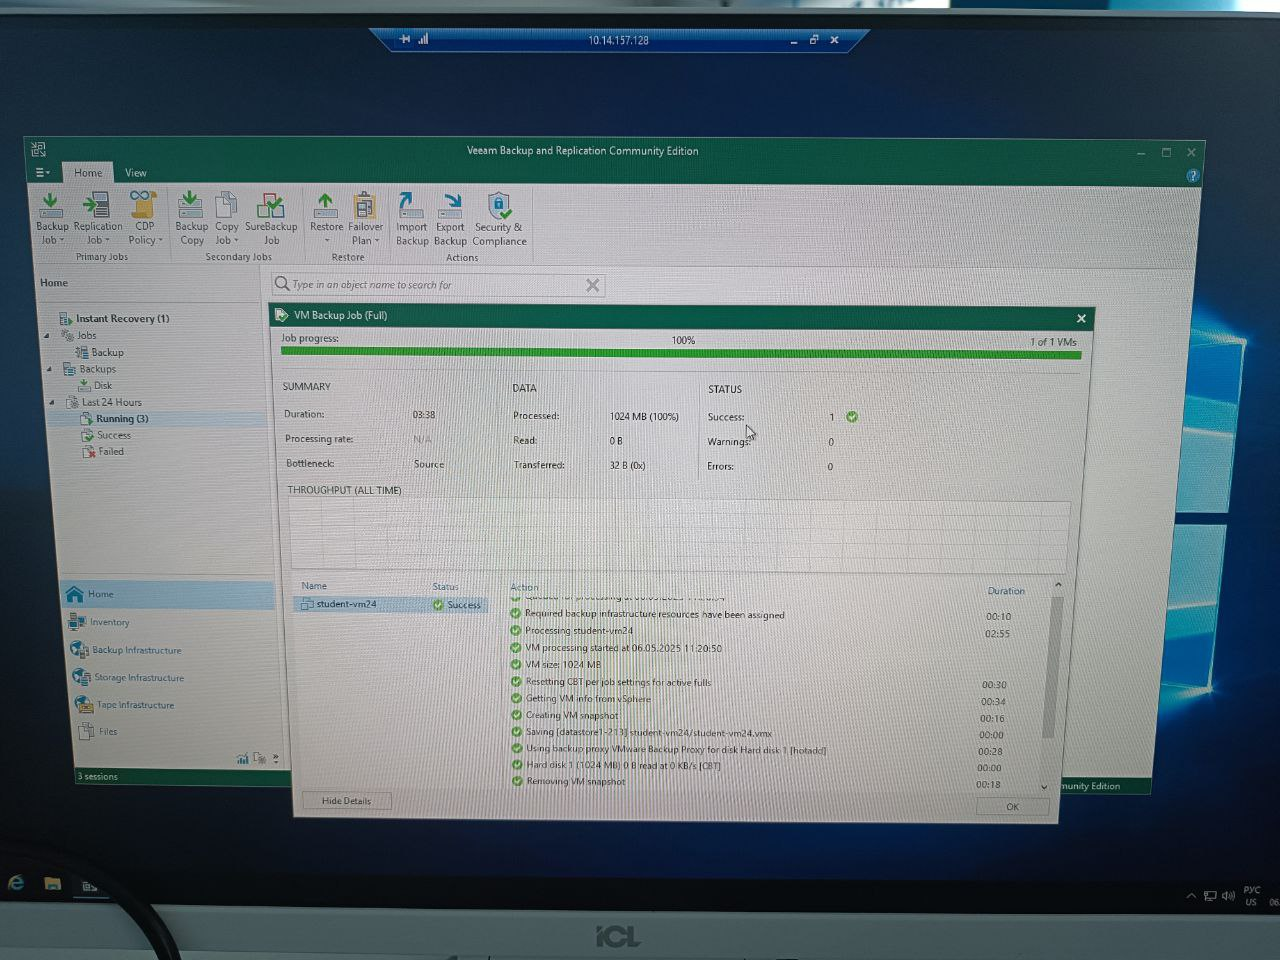 10.14.157.128
Veeam Backup and Replication Community Edition
Home View
Backup Job
Replication Job
CDP Policy
Backup Copy
Copy Job
SureBackup Job
Restore
Failover Plan
Import Backup
Export Backup
Security & Compliance
Primary Jobs
Secondary Jobs
Restore
Actions
Home
Type in an object name to search for
Instant Recovery (1)
Jobs
Backup
Backups
Disk
Last 24 Hours
Running (3)
Success
Failed
Home
Inventory
Backup Infrastructure
Storage Infrastructure
Tape Infrastructure
Files
3 sessions
VM Backup Job (Full)
Job progress: 100% 1 of 1 VMs
SUMMARY
Duration: 03:38
Processing rate: N/A
Bottleneck: Source
DATA
Processed: 1024 MB (100%)
Read: 0 B
Transferred: 32 B (0x)
STATUS
Success: 1
Warnings: 0
Errors: 0
THROUGHPUT (ALL TIME)
Name Status
student-vm24 Success
Action Duration
Required backup infrastructure resources have been assigned 00:10
Processing student-vm24 02:55
VM processing started at 06.05.2025 11:20:50
VM size: 1024 MB
Resetting CBT per job settings for active fulls 00:30
Getting VM info from vSphere 00:34
Creating VM snapshot 00:16
Saving [datastore1-213] student-vm24/student-vm24.vmx 00:00
Using backup proxy VMware Backup Proxy for disk Hard disk 1 [hotadd] 00:28
Hard disk 1 (1024 MB) 0 B read at 0 KB/s [CBT] 00:00
Removing VM snapshot 00:18
Hide Details
OK
munity Edition
РУС
US
06.
ICL